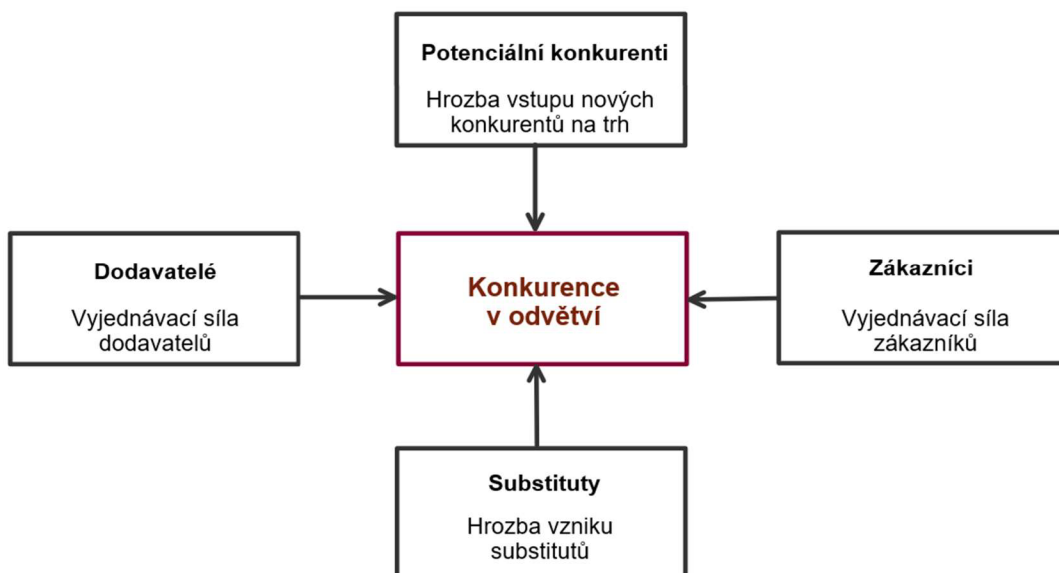 Potenciální konkurenti
Hrozba vstupu nových
konkurentů na trh
Dodavatelé
Vyjednávací síla
dodavatelů
Konkurence
v odvětví
Zákazníci
Vyjednávací síla
zákazníků
Substituty
Hrozba vzniku
substitutů